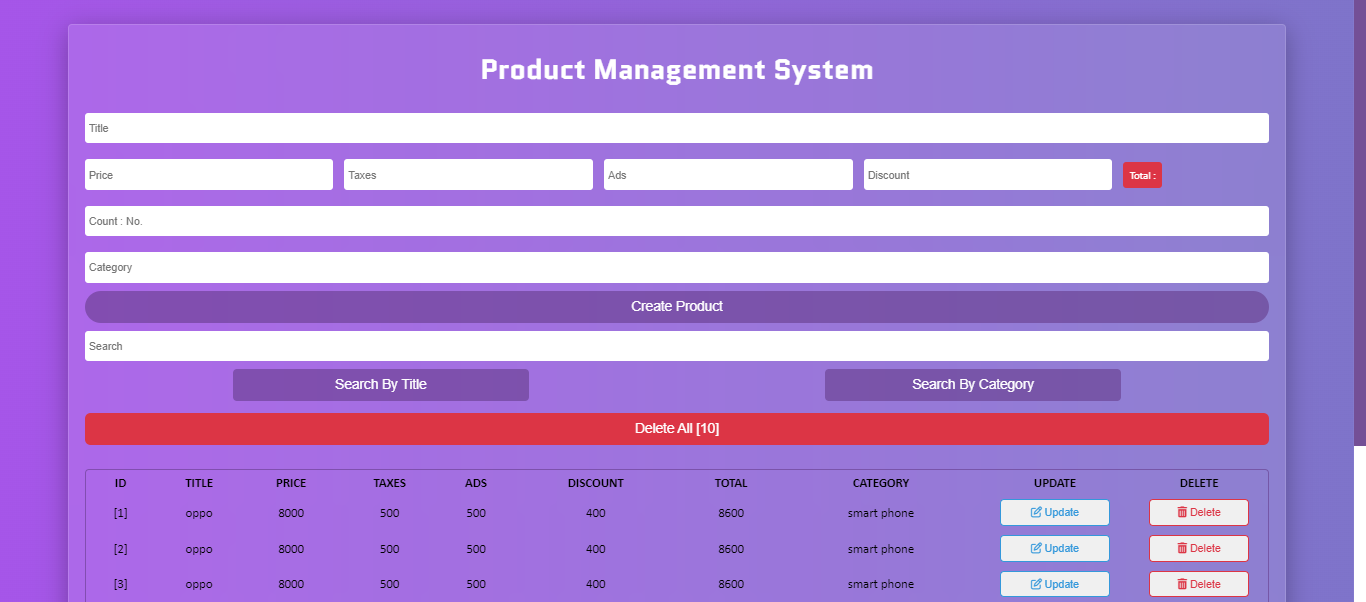 Product Management System
Title
Price Taxes Ads Discount Total :
Count : No.
Category
Create Product
Search
Search By Title Search By Category
Delete All [10]
ID TITLE PRICE TAXES ADS DISCOUNT TOTAL CATEGORY UPDATE DELETE
[1] oppo 8000 500 500 400 8600 smart phone Update Delete
[2] oppo 8000 500 500 400 8600 smart phone Update Delete
[3] oppo 8000 500 500 400 8600 smart phone Update Delete